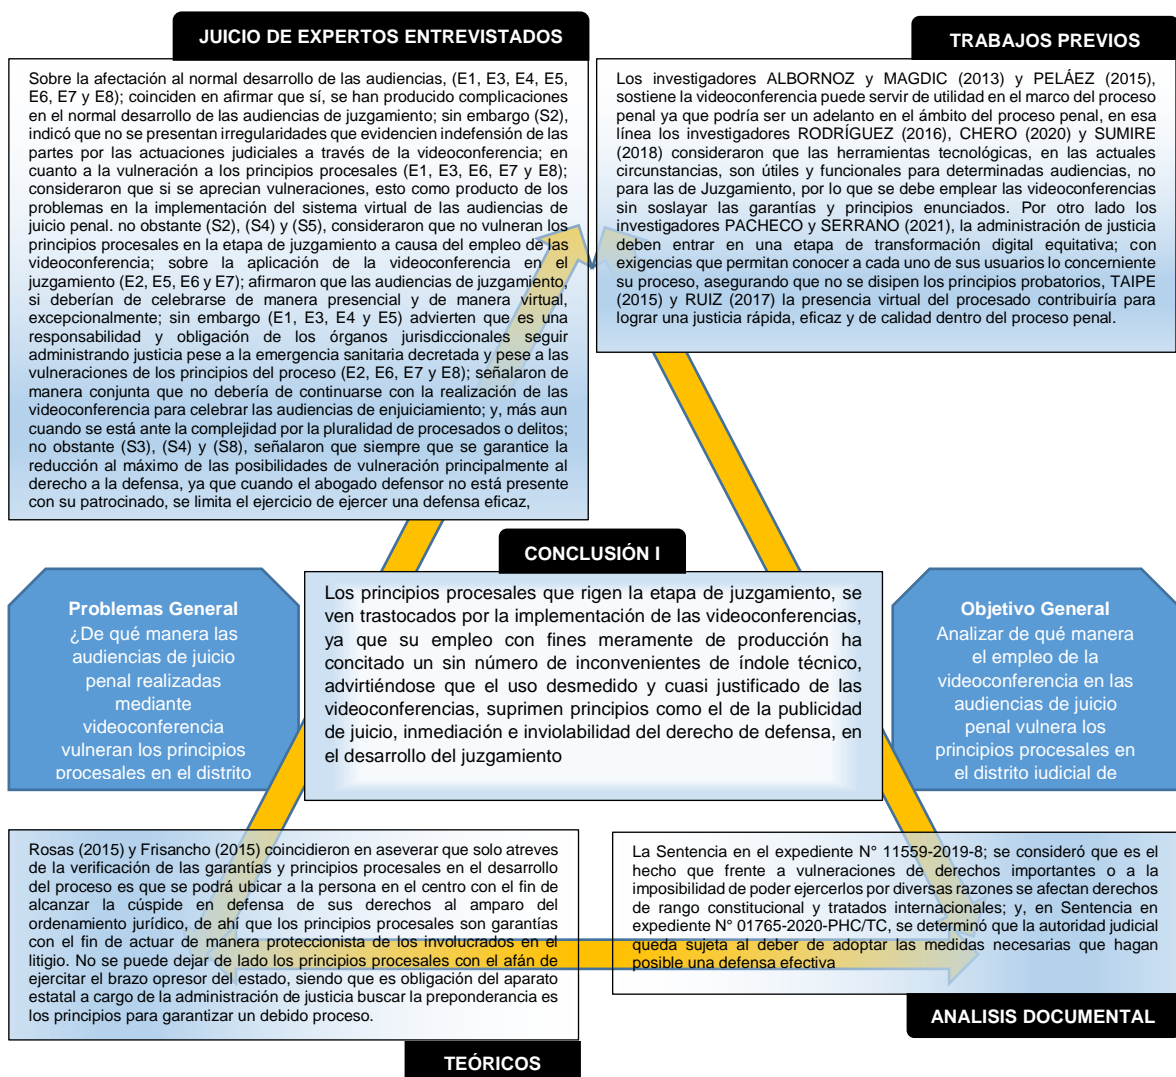 JUICIO DE EXPERTOS ENTREVISTADOS
Sobre la afectación al normal desarrollo de las audiencias, (E1, E3, E4, E5,
E6, E7 y E8); coinciden en afirmar que sí, se han producido complicaciones
en el normal desarrollo de las audiencias de juzgamiento; sin embargo (S2),
indicó que no se presentan irregularidades que evidencien indefensión de las
partes por las actuaciones judiciales a través de la videoconferencia; en
cuanto a la vulneración a los principios procesales (E1, E3, E6, E7 y E8);
consideraron que si se aprecian vulneraciones, esto como producto de los
problemas en la implementación del sistema virtual de las audiencias de
juicio penal. no obstante (S2), (S4) y (S5), consideraron que no vulneran los
principios procesales en la etapa de juzgamiento a causa del empleo de las
videoconferencia; sobre la aplicación de la videoconferencia en el
juzgamiento (E2, E5, E6 y E7); afirmaron que las audiencias de juzgamiento,
si deberían de celebrarse de manera presencial y de manera virtual,
excepcionalmente; sin embargo (E1, E3, E4 y E5) advierten que es una
responsabilidad y obligación de los órganos jurisdiccionales seguir
administrando justicia pese a la emergencia sanitaria decretada y pese a las
vulneraciones de los principios del proceso (E2, E6, E7 y E8); señalaron de
manera conjunta que no debería de continuarse con la realización de las
videoconferencia para celebrar las audiencias de enjuiciamiento; y, más aun
cuando se está ante la complejidad por la pluralidad de procesados o delitos;
no obstante (S3), (S4) y (S8), señalaron que siempre que se garantice la
reducción al máximo de las posibilidades de vulneración principalmente al
derecho a la defensa, ya que cuando el abogado defensor no está presente
con su patrocinado, se limita el ejercicio de ejercer una defensa eficaz,
TRABAJOS PREVIOS
Los investigadores ALBORNOZ y MAGDIC (2013) y PELÁEZ (2015),
sostiene la videoconferencia puede servir de utilidad en el marco del proceso
penal ya que podría ser un adelanto en el ámbito del proceso penal, en esa
línea los investigadores RODRÍGUEZ (2016), CHERO (2020) y SUMIRE
(2018) consideraron que las herramientas tecnológicas, en las actuales
circunstancias, son útiles y funcionales para determinadas audiencias, no
para las de Juzgamiento, por lo que se debe emplear las videoconferencias
sin soslayar las garantías y principios enunciados. Por otro lado los
investigadores PACHECO y SERRANO (2021), la administración de justicia
deben entrar en una etapa de transformación digital equitativa; con
exigencias que permitan conocer a cada uno de sus usuarios lo concerniente
su proceso, asegurando que no se disipen los principios probatorios, TAIPE
(2015) y RUIZ (2017) la presencia virtual del procesado contribuiría para
lograr una justicia rápida, eficaz y de calidad dentro del proceso penal.
CONCLUSIÓN I
Los principios procesales que rigen la etapa de juzgamiento, se
ven trastocados por la implementación de las videoconferencias,
ya que su empleo con fines meramente de producción ha
concitado un sin número de inconvenientes de índole técnico,
advirtiéndose que el uso desmedido y cuasi justificado de las
videoconferencias, suprimen principios como el de la publicidad
de juicio, inmediación e inviolabilidad del derecho de defensa, en
el desarrollo del juzgamiento
Problemas General
¿De qué manera las
audiencias de juicio
penal realizadas
mediante
videoconferencia
vulneran los principios
procesales en el distrito
Objetivo General
Analizar de qué manera
el empleo de la
videoconferencia en las
audiencias de juicio
penal vulnera los
principios procesales en
el distrito judicial de
Rosas (2015) y Frisancho (2015) coincidieron en aseverar que solo atreves
de la verificación de las garantías y principios procesales en el desarrollo
del proceso es que se podrá ubicar a la persona en el centro con el fin de
alcanzar la cúspide en defensa de sus derechos al amparo del
ordenamiento jurídico, de ahí que los principios procesales son garantías
con el fin de actuar de manera proteccionista de los involucrados en el
litigio. No se puede dejar de lado los principios procesales con el afán de
ejercitar el brazo opresor del estado, siendo que es obligación del aparato
estatal a cargo de la administración de justicia buscar la preponderancia es
los principios para garantizar un debido proceso.
TEÓRICOS
La Sentencia en el expediente N° 11559-2019-8; se consideró que es el
hecho que frente a vulneraciones de derechos importantes o a la
imposibilidad de poder ejercerlos por diversas razones se afectan derechos
de rango constitucional y tratados internacionales; y, en Sentencia en
expediente N° 01765-2020-PHC/TC, se determinó que la autoridad judicial
queda sujeta al deber de adoptar las medidas necesarias que hagan
posible una defensa efectiva
ANALISIS DOCUMENTAL